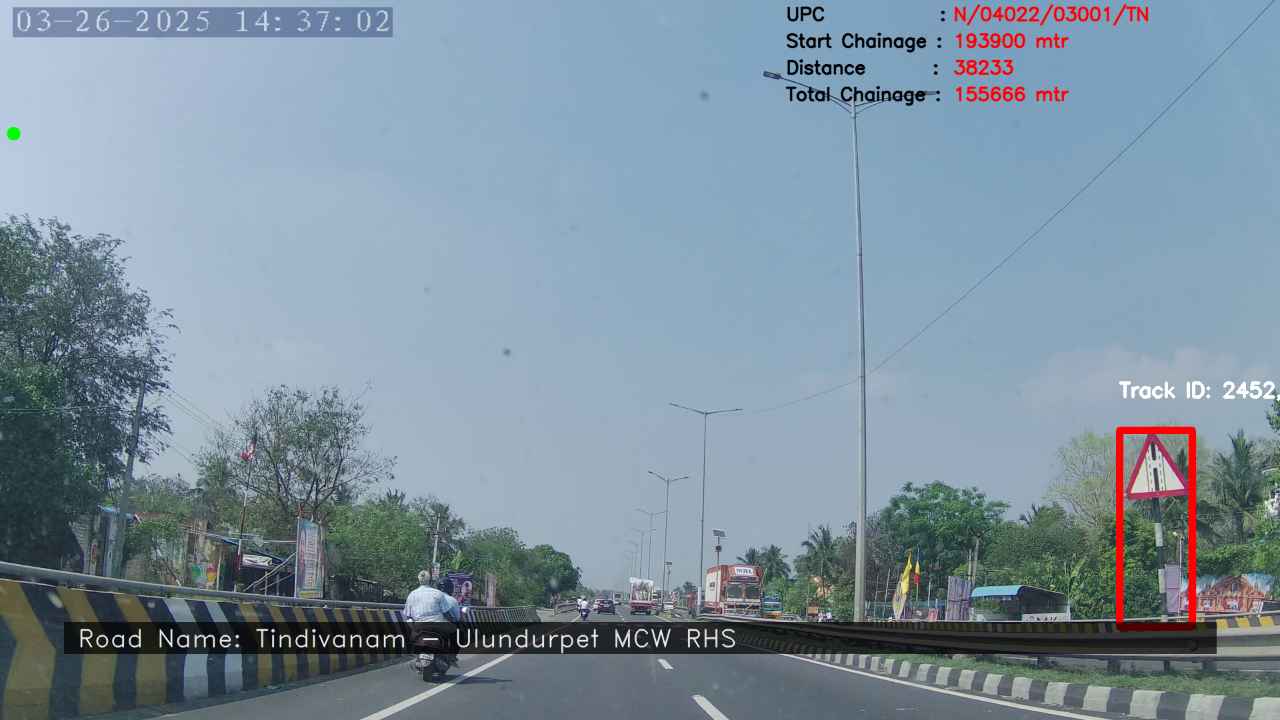 03-26-2025 14:37:02
UPC : N/04022/03001/TN
Start Chainage : 193900 mtr
Distance : 38233
Total Chainage : 155666 mtr
Track ID: 2452,
Road Name: Tindivanam - Ulundurpet MCW RHS